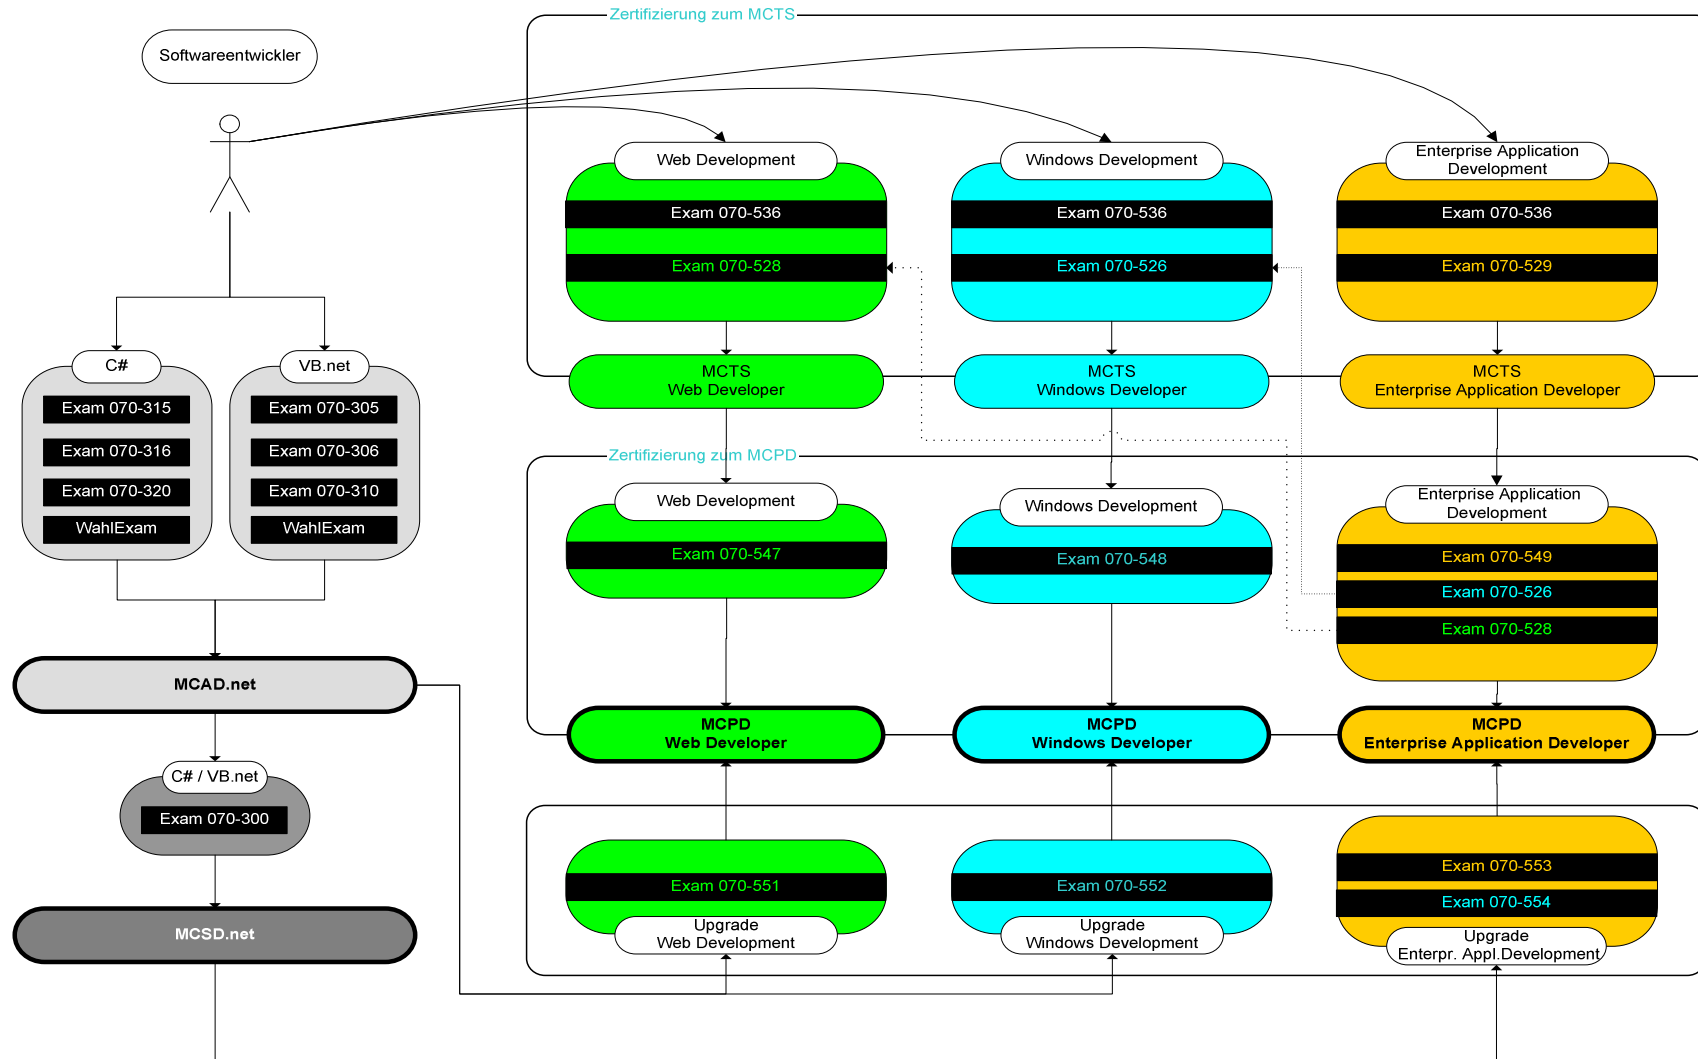 Zertifizierung zum MCTS
Softwareentwickler
Web Development
Exam 070-536
Exam 070-528
MCTS
Web Developer
Windows Development
Exam 070-536
Exam 070-526
MCTS
Windows Developer
Enterprise Application
Development
Exam 070-536
Exam 070-529
MCTS
Enterprise Application Developer
C#
Exam 070-315
Exam 070-316
Exam 070-320
WahlExam
VB.net
Exam 070-305
Exam 070-306
Exam 070-310
WahlExam
MCAD.net
C# / VB.net
Exam 070-300
MCSD.net
Zertifizierung zum MCPD
Web Development
Exam 070-547
MCPD
Web Developer
Windows Development
Exam 070-548
MCPD
Windows Developer
Enterprise Application
Development
Exam 070-549
Exam 070-526
Exam 070-528
MCPD
Enterprise Application Developer
Exam 070-551
Upgrade
Web Development
Exam 070-552
Upgrade
Windows Development
Exam 070-553
Exam 070-554
Upgrade
Enterpr. Appl.Development